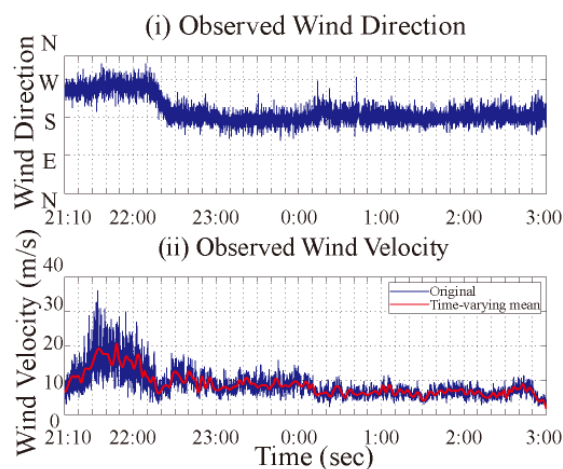 (i) Observed Wind Direction
Wind Direction
N
W
S
E
N
21:10 22:00 23:00 0:00 1:00 2:00 3:00
(ii) Observed Wind Velocity
Wind Velocity (m/s)
40
30
20
10
0
Original
Time-varying mean
21:10 22:00 23:00 0:00 1:00 2:00 3:00
Time (sec)